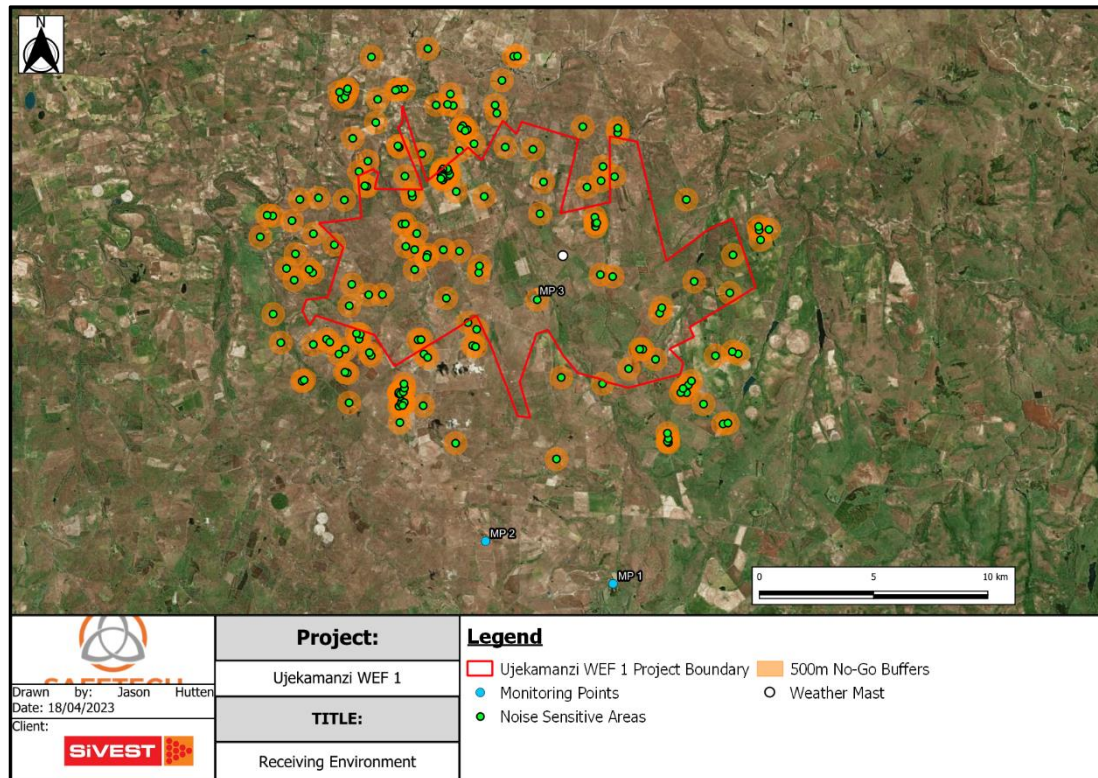 N
MP 3
MP 2
MP 1
0 5 10 km
SAFETECH
Drawn by: Jason Hutten
Date: 18/04/2023
Client:
SiVEST
Project:
Ujekamanzi WEF 1
TITLE:
Receiving Environment
Legend
Ujekamanzi WEF 1 Project Boundary
Monitoring Points
Noise Sensitive Areas
500m No-Go Buffers
Weather Mast